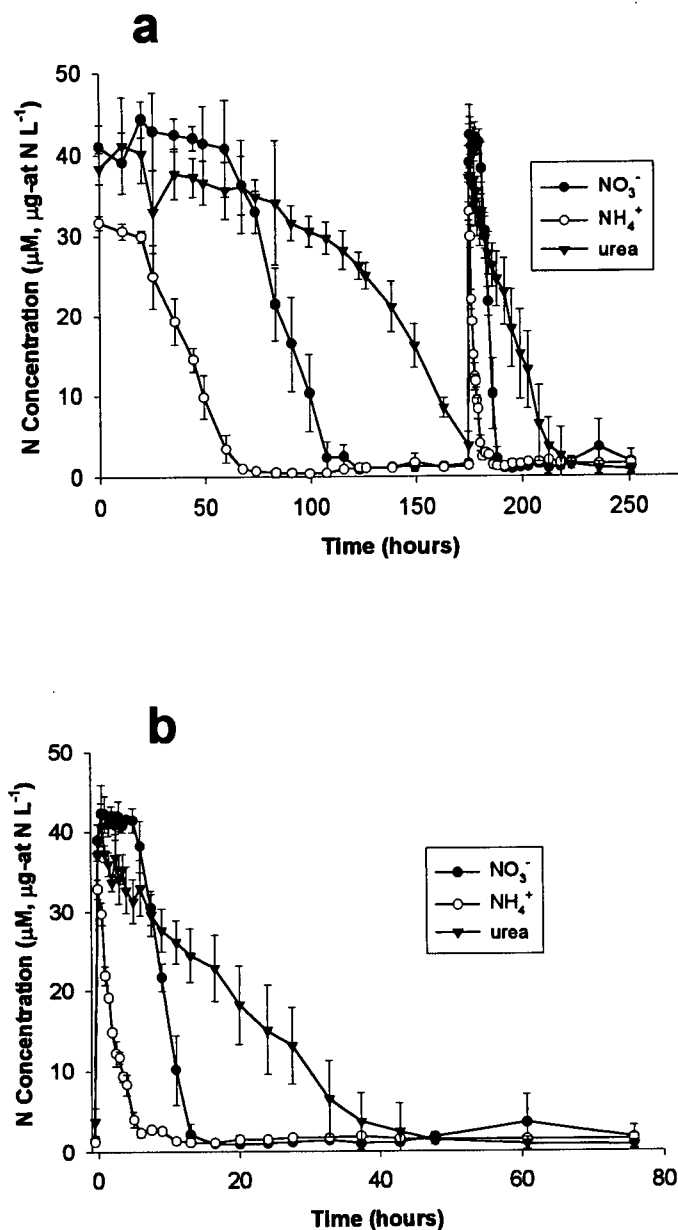 a
N Concentration (µM, µg-at N L⁻¹)
50
40
30
20
10
0
NO₃⁻
NH₄⁺
urea
0 50 100 150 200 250
Time (hours)
b
N Concentration (µM, µg-at N L⁻¹)
50
40
30
20
10
0
NO₃⁻
NH₄⁺
urea
0 20 40 60 80
Time (hours)